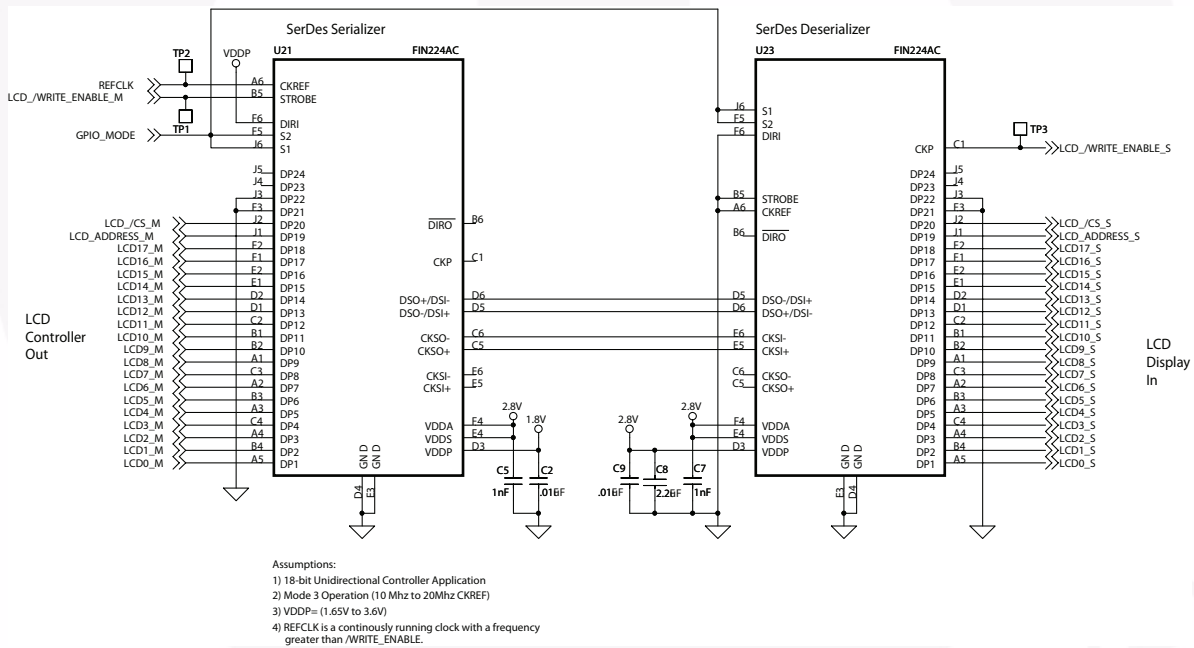 SerDes Serializer
SerDes Deserializer
U21 FIN224AC
U23 FIN224AC
TP2
VDDP
REFCLK A6 CKREF
LCD_/WRITE_ENABLE_M B5 STROBE
TP1
F6 DIRI
GPIO_MODE F5 S2
J6 S1
J5 DP24
J4 DP23
J3 DP22
F3 DP21
LCD_/CS_M J2 DP20
LCD_ADDRESS_M J1 DP19
LCD17_M F2 DP18
LCD16_M F1 DP17
LCD15_M E2 DP16
LCD14_M E1 DP15
LCD13_M D2 DP14
LCD12_M D1 DP13
LCD11_M C2 DP12
LCD10_M B1 DP11
LCD9_M B2 DP10
LCD8_M A1 DP9
LCD7_M C3 DP8
LCD6_M A2 DP7
LCD5_M B3 DP6
LCD4_M A3 DP5
LCD3_M C4 DP4
LCD2_M A4 DP3
LCD1_M B4 DP2
LCD0_M A5 DP1
LCD
Controller
Out
DIRO B6
CKP C1
DSO+/DSI- D6
DSO-/DSI+ D5
CKSO- C6
CKSO+ C5
CKSI- E6
CKSI+ E5
VDDA F4
VDDS E4
VDDP D3
GND GND
D4 E3
2.8V
1.8V
C5
1nF
C2
2.8V
2.8V
C9
C8
C7
1nF
J6 S1
F5 S2
F6 DIRI
B5 STROBE
A6 CKREF
B6 DIRO
D5 DSO-/DSI+
D6 DSO+/DSI-
E6 CKSI-
E5 CKSI+
C6 CKSO-
C5 CKSO+
F4 VDDA
E4 VDDS
D3 VDDP
GND GND
E3 D4
TP3
CKP C1 LCD_/WRITE_ENABLE_S
DP24 J5
DP23 J4
DP22 J3
DP21 F3
DP20 J2 LCD_/CS_S
DP19 J1 LCD_ADDRESS_S
DP18 F2 LCD17_S
DP17 F1 LCD16_S
DP16 E2 LCD15_S
DP15 E1 LCD14_S
DP14 D2 LCD13_S
DP13 D1 LCD12_S
DP12 C2 LCD11_S
DP11 B1 LCD10_S
DP10 B2 LCD9_S
DP9 A1 LCD8_S
DP8 C3 LCD7_S
DP7 A2 LCD6_S
DP6 B3 LCD5_S
DP5 A3 LCD4_S
DP4 C4 LCD3_S
DP3 A4 LCD2_S
DP2 B4 LCD1_S
DP1 A5 LCD0_S
LCD
Display
In
Assumptions:
1) 18-bit Unidirectional Controller Application
2) Mode 3 Operation (10 Mhz to 20Mhz CKREF)
3) VDDP= (1.65V to 3.6V)
4) REFCLK is a continously running clock with a frequency
greater than /WRITE_ENABLE.